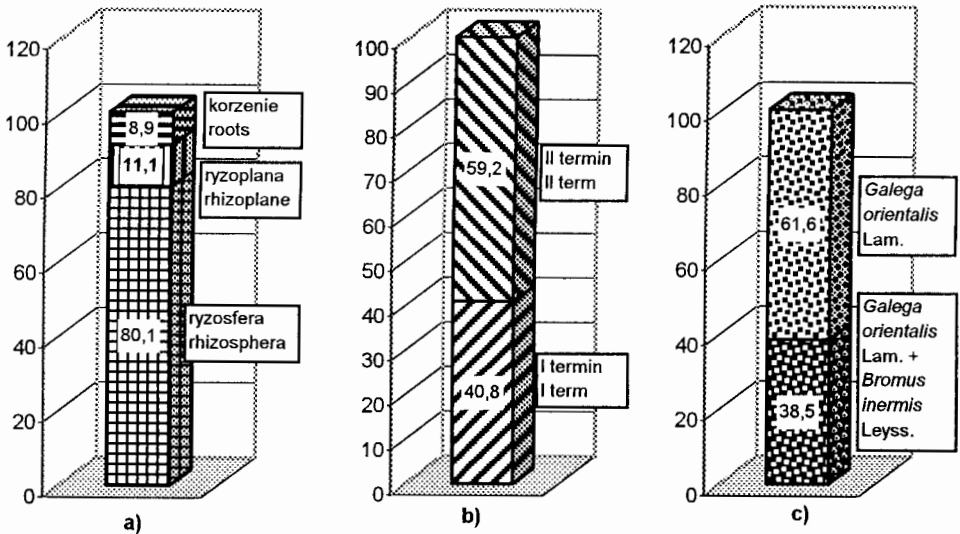 120
100
80
60
40
20
0
8,9
11,1
80,1
korzenie
roots
ryzoplana
rhizoplane
ryzosfera
rhizosphera
a)
100
90
80
70
60
50
40
30
20
10
0
59,2
40,8
II termin
II term
I termin
I term
b)
120
100
80
60
40
20
0
61,6
38,5
Galega
orientalis
Lam.
Galega
orientalis
Lam. +
Bromus
inermis
Leyss.
c)